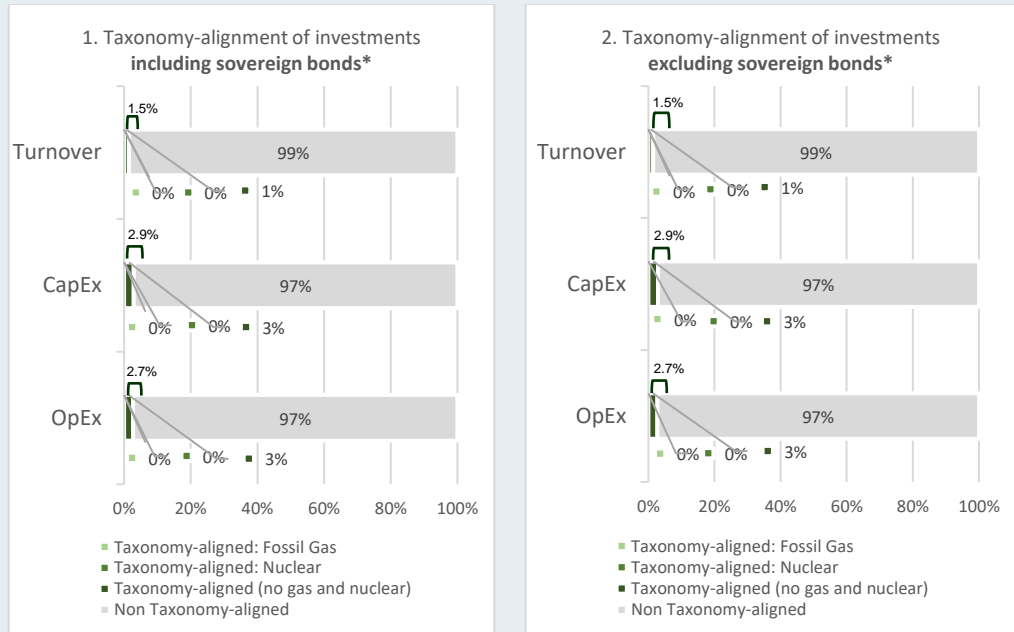 1. Taxonomy-alignment of investments
including sovereign bonds*
1.5%
Turnover
99%
0%
0%
1%
2.9%
CapEx
97%
0%
0%
3%
2.7%
OpEx
97%
0%
0%
3%
0%
20%
40%
60%
80%
100%
Taxonomy-aligned: Fossil Gas
Taxonomy-aligned: Nuclear
Taxonomy-aligned (no gas and nuclear)
Non Taxonomy-aligned
2. Taxonomy-alignment of investments
excluding sovereign bonds*
1.5%
Turnover
99%
0%
0%
1%
2.9%
CapEx
97%
0%
0%
3%
2.7%
OpEx
97%
0%
0%
3%
0%
20%
40%
60%
80%
100%
Taxonomy-aligned: Fossil Gas
Taxonomy-aligned: Nuclear
Taxonomy-aligned (no gas and nuclear)
Non Taxonomy-aligned